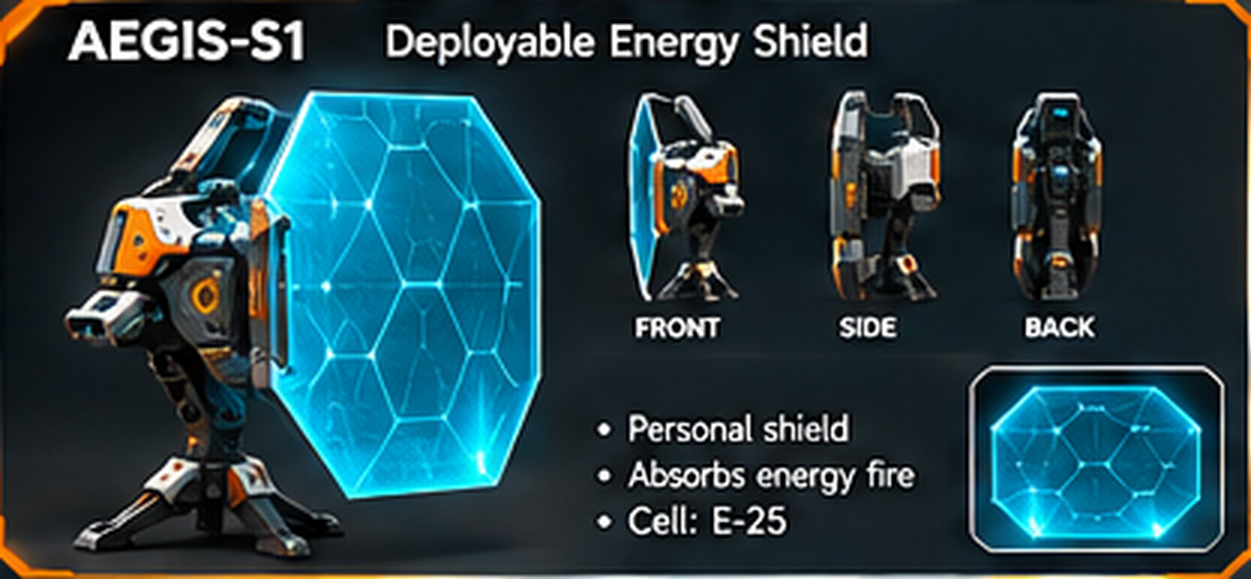 AEGIS-S1 Deployable Energy Shield
FRONT SIDE BACK
• Personal shield
• Absorbs energy fire
• Cell: E-25